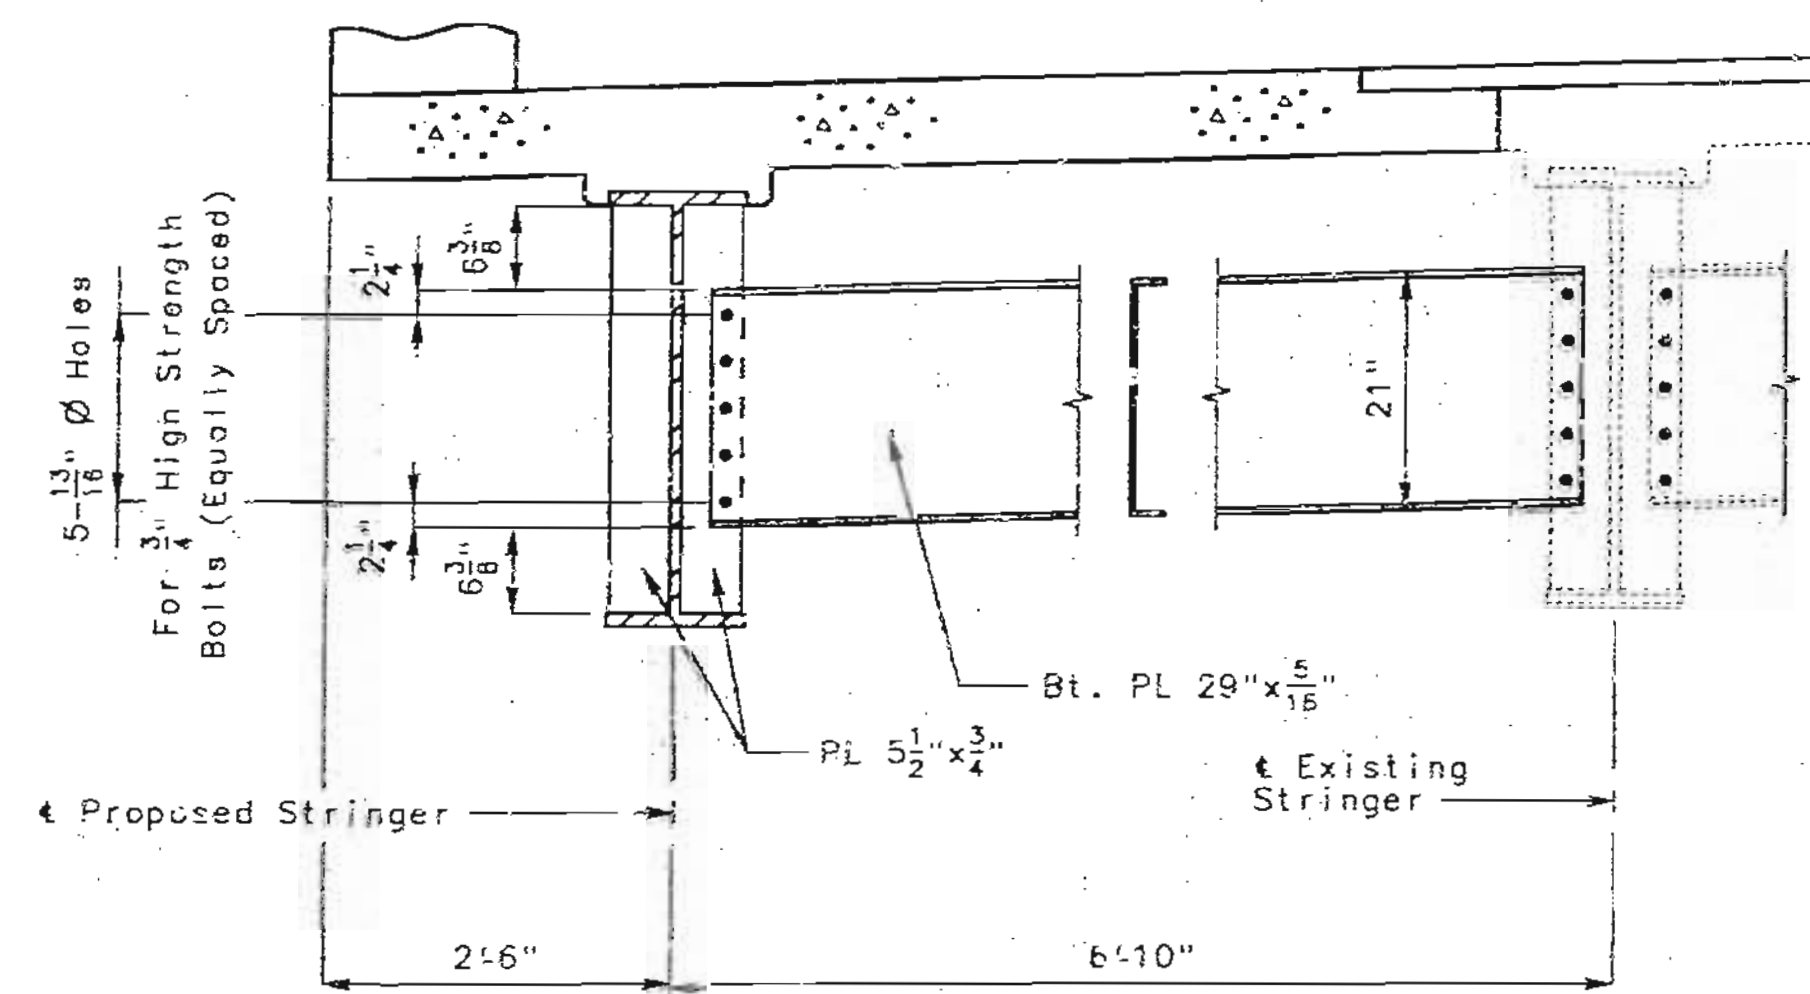 5-13/16" Ø Holes
For 3/4" High Strength
Bolts (Equally Spaced)
2 1/4"
6 3/8"
2 1/4"
6 3/8"
21"
Bt. PL 29"x 5/16"
PL 5 1/2"x 3/4"
℄ Existing
Stringer
℄ Proposed Stringer
2'-6"
6'-10"